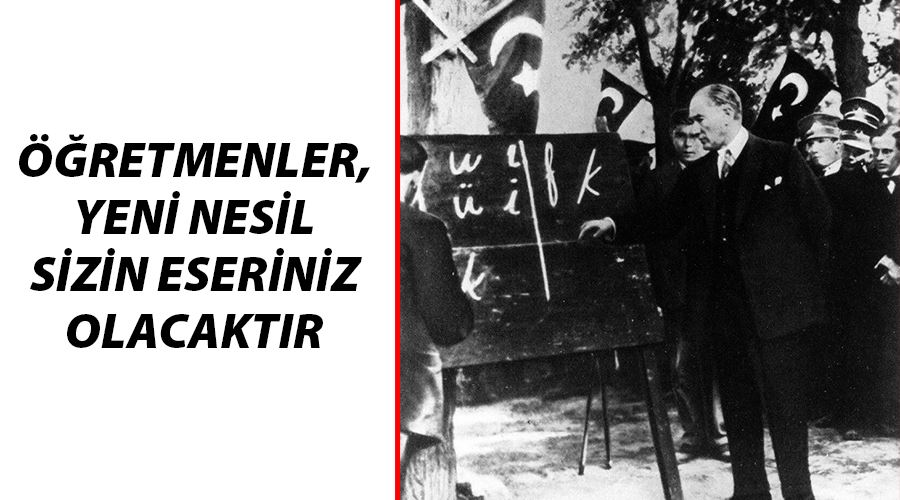 ÖĞRETMENLER,
YENİ NESİL
SİZİN ESERİNİZ
OLACAKTIR
u e f k
ü i
k